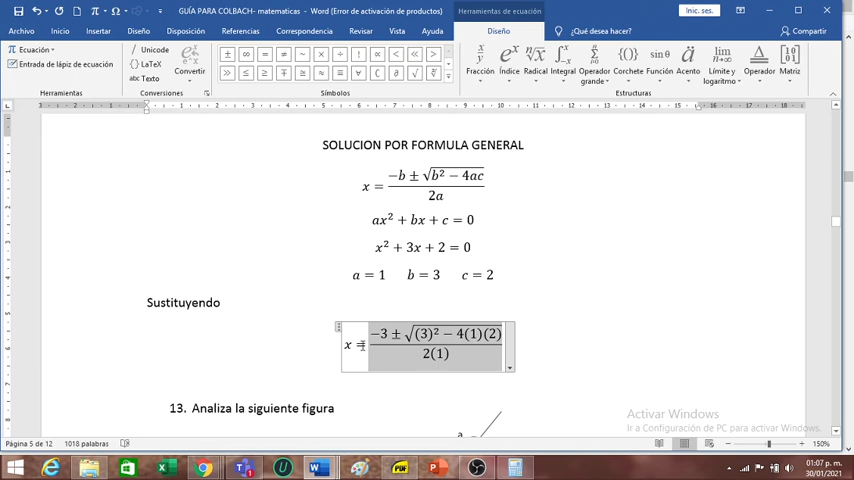 GUÍA PARA COLBACH- matematicas - Word (Error de activación de productos)
Herramientas de ecuación
Inic. ses.
Archivo Inicio Insertar Diseño Disposición Referencias Correspondencia Revisar Vista Ayuda Diseño ¿Qué desea hacer? Compartir
Ecuación
Entrada de lápiz de ecuación
Unicode
LaTeX
Texto
Convertir
Fracción Índice Radical Integral Operador grande Corchete Función Acento Límite y logaritmo Operador Matriz
Herramientas Conversiones Símbolos Estructuras
SOLUCION POR FORMULA GENERAL
x = (−b ± √(b² − 4ac)) / 2a
ax² + bx + c = 0
x² + 3x + 2 = 0
a = 1 b = 3 c = 2
Sustituyendo
x = (−3 ± √((3)² − 4(1)(2))) / 2(1)
13. Analiza la siguiente figura
a
Activar Windows
Ir a Configuración de PC para activar Windows.
Página 5 de 12 1018 palabras 150%
01:07 p. m.
30/01/2021